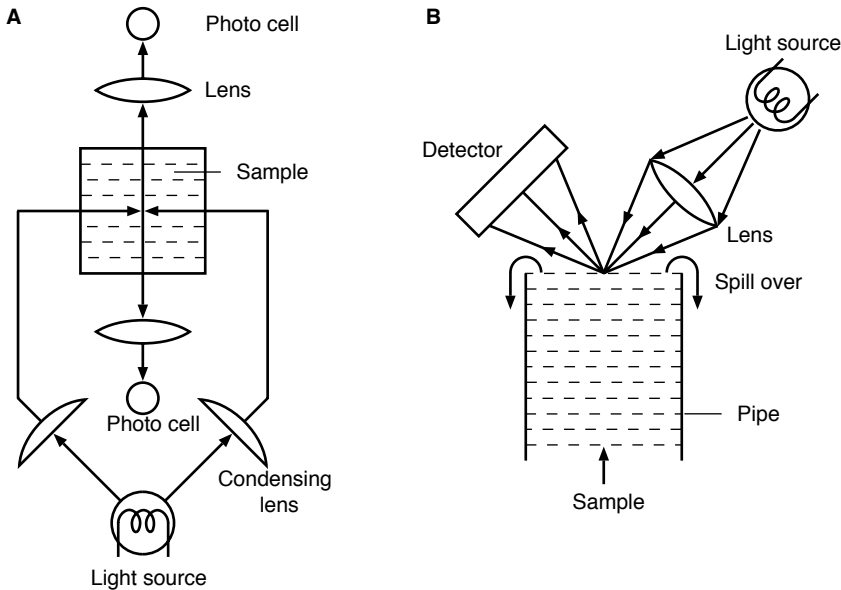 A
Photo cell
Lens
Sample
Photo cell
Condensing
lens
Light source
B
Light source
Detector
Lens
Spill over
Pipe
Sample